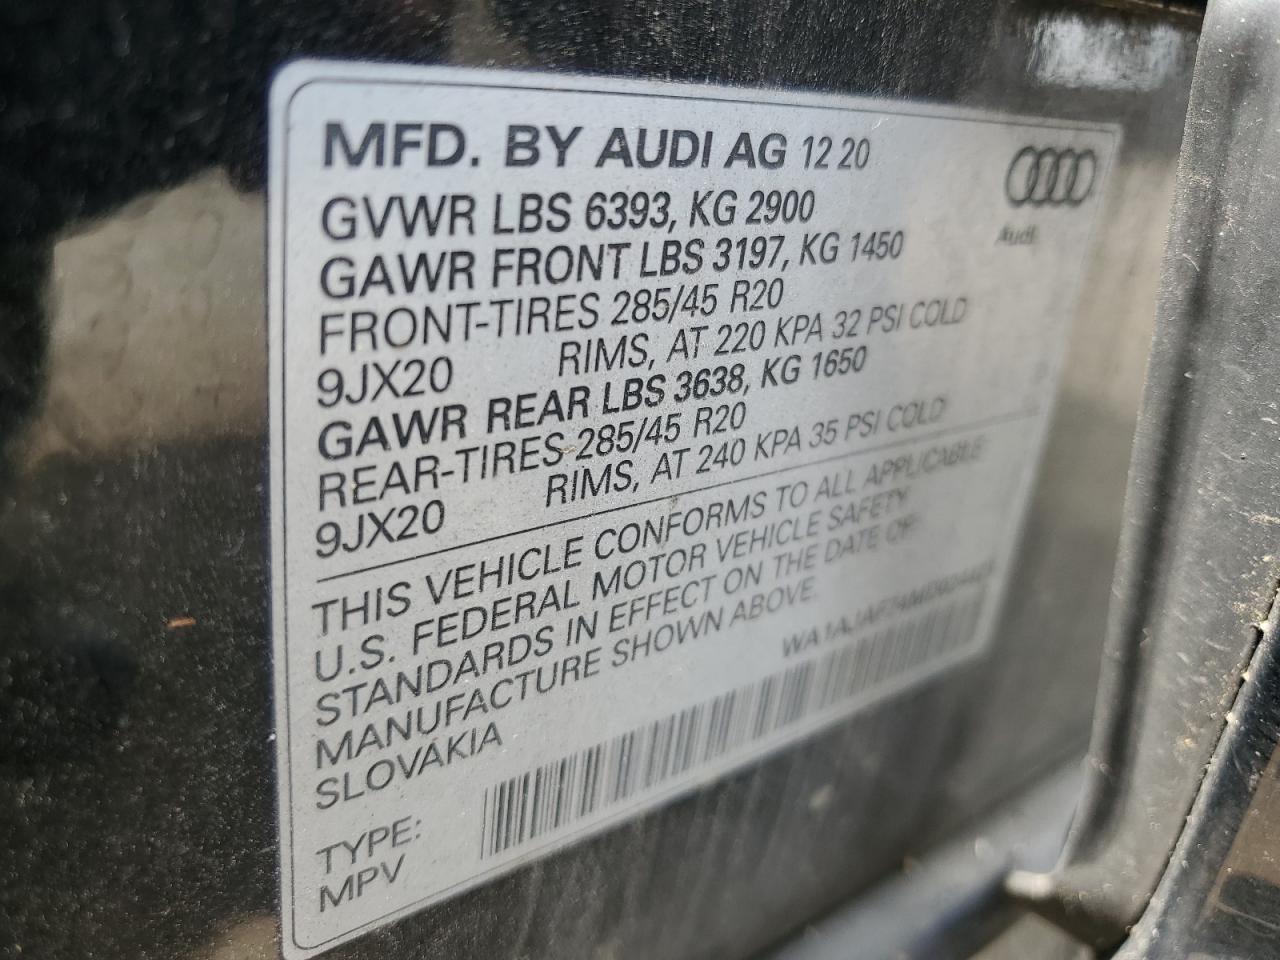 MFD. BY AUDI AG 12 20
GVWR LBS 6393, KG 2900
GAWR FRONT LBS 3197, KG 1450
FRONT-TIRES 285/45 R20
9JX20 RIMS, AT 220 KPA 32 PSI COLD
GAWR REAR LBS 3638, KG 1650
REAR-TIRES 285/45 R20
9JX20 RIMS, AT 240 KPA 35 PSI COLD
THIS VEHICLE CONFORMS TO ALL APPLICABLE
U.S. FEDERAL MOTOR VEHICLE SAFETY
STANDARDS IN EFFECT ON THE DATE OF
MANUFACTURE SHOWN ABOVE.
SLOVAKIA
TYPE:
MPV
Audi